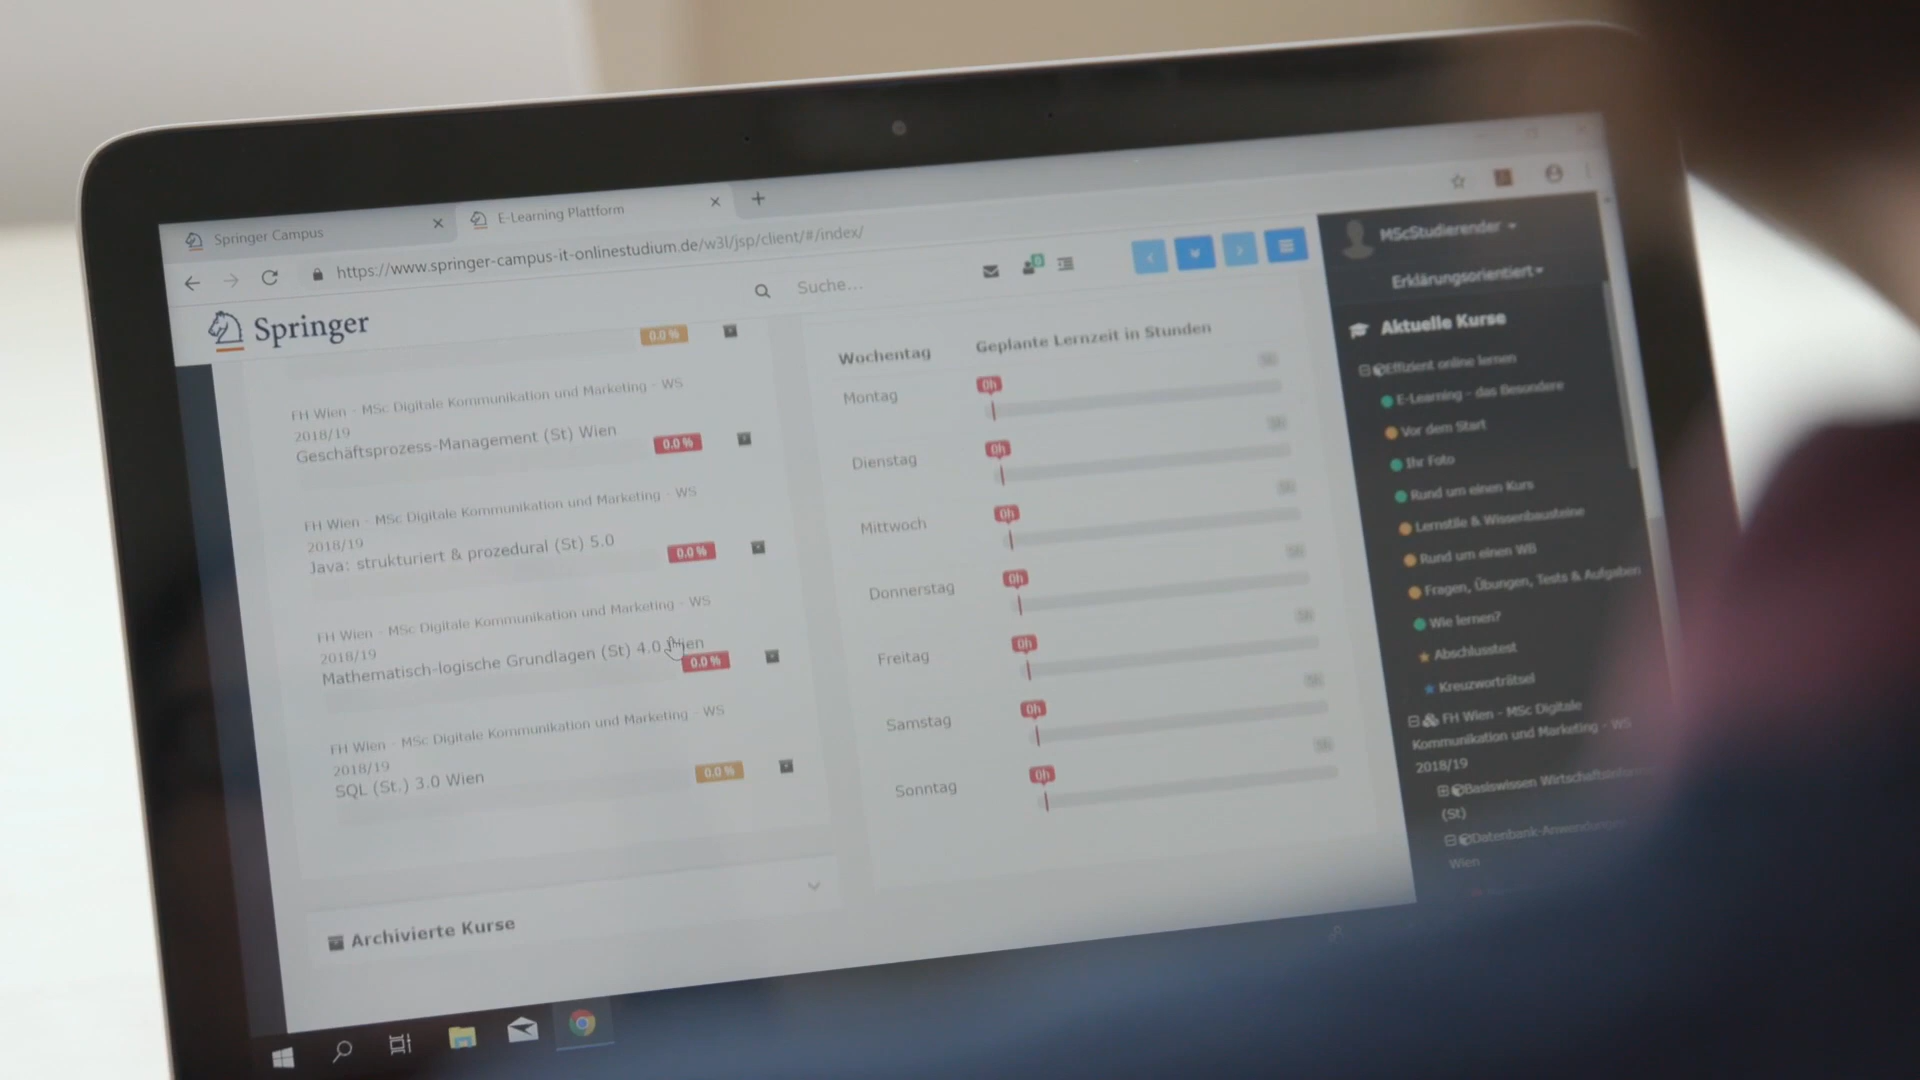 Springer Campus
E-Learning Plattform
https://www.springer-campus-it-onlinestudium.de/w3l/jsp/client/#/index/
Springer
Suche...
0
0.0 %
FH Wien - MSc Digitale Kommunikation und Marketing - WS
2018/19
Geschäftsprozess-Management (St) Wien
0.0 %
FH Wien - MSc Digitale Kommunikation und Marketing - WS
2018/19
Java: strukturiert & prozedural (St) 5.0
0.0 %
FH Wien - MSc Digitale Kommunikation und Marketing - WS
2018/19
Mathematisch-logische Grundlagen (St) 4.0 Wien
0.0 %
FH Wien - MSc Digitale Kommunikation und Marketing - WS
2018/19
SQL (St.) 3.0 Wien
0.0 %
Archivierte Kurse
Wochentag Geplante Lernzeit in Stunden
Montag 0h
Dienstag 0h
Mittwoch 0h
Donnerstag 0h
Freitag 0h
Samstag 0h
Sonntag 0h
MScStudierender
Erklärungsorientiert
Aktuelle Kurse
Effizient online lernen
E-Learning - das Besondere
Vor dem Start
Ihr Foto
Rund um einen Kurs
Lernstile & Wissenbausteine
Rund um einen WB
Fragen, Übungen, Tests & Aufgaben
Wie lernen?
Abschlusstest
Kreuzworträtsel
FH Wien - MSc Digitale
Kommunikation und Marketing - WS
2018/19
Basiswissen
(St)
Datenbank-Anwendungen
Wien